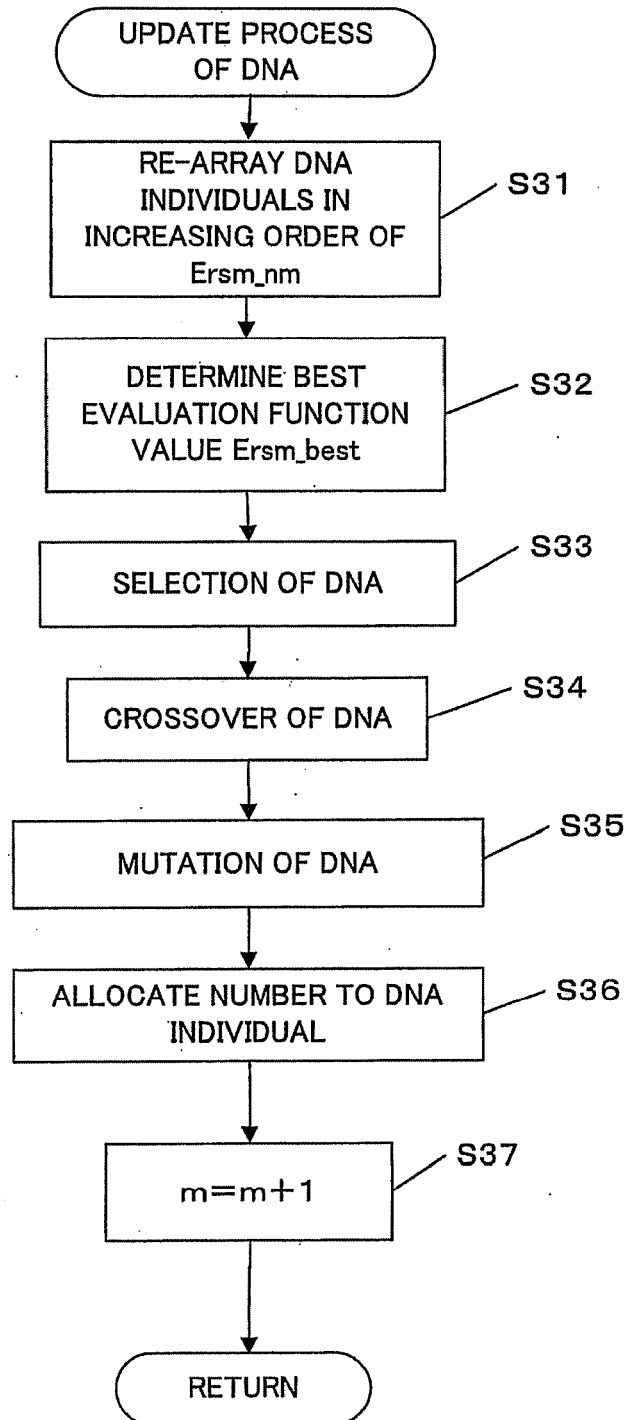 UPDATE PROCESS
OF DNA
RE-ARRAY DNA
INDIVIDUALS IN
INCREASING ORDER OF
Ersm_nm
S31
DETERMINE BEST
EVALUATION FUNCTION
VALUE Ersm_best
S32
SELECTION OF DNA
S33
CROSSOVER OF DNA
S34
MUTATION OF DNA
S35
ALLOCATE NUMBER TO DNA
INDIVIDUAL
S36
m=m+1
S37
RETURN